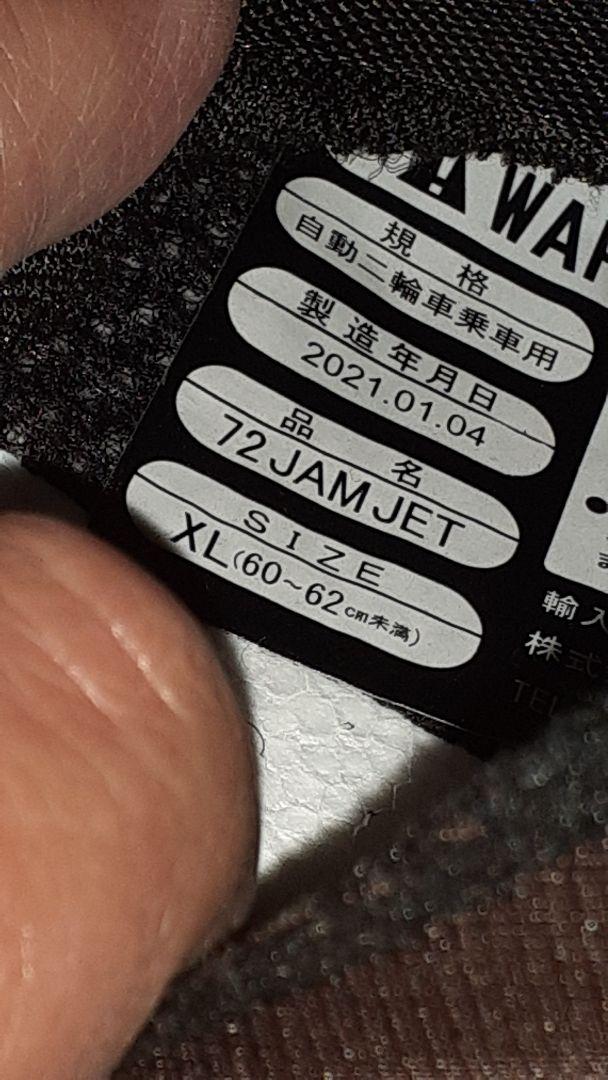 WAR
規 格
自動二輪車乗車用
製造年月日
2021.01.04
品 名
72JAMJET
SIZE
XL(60~62cm未満)
輸入
株式
TEL